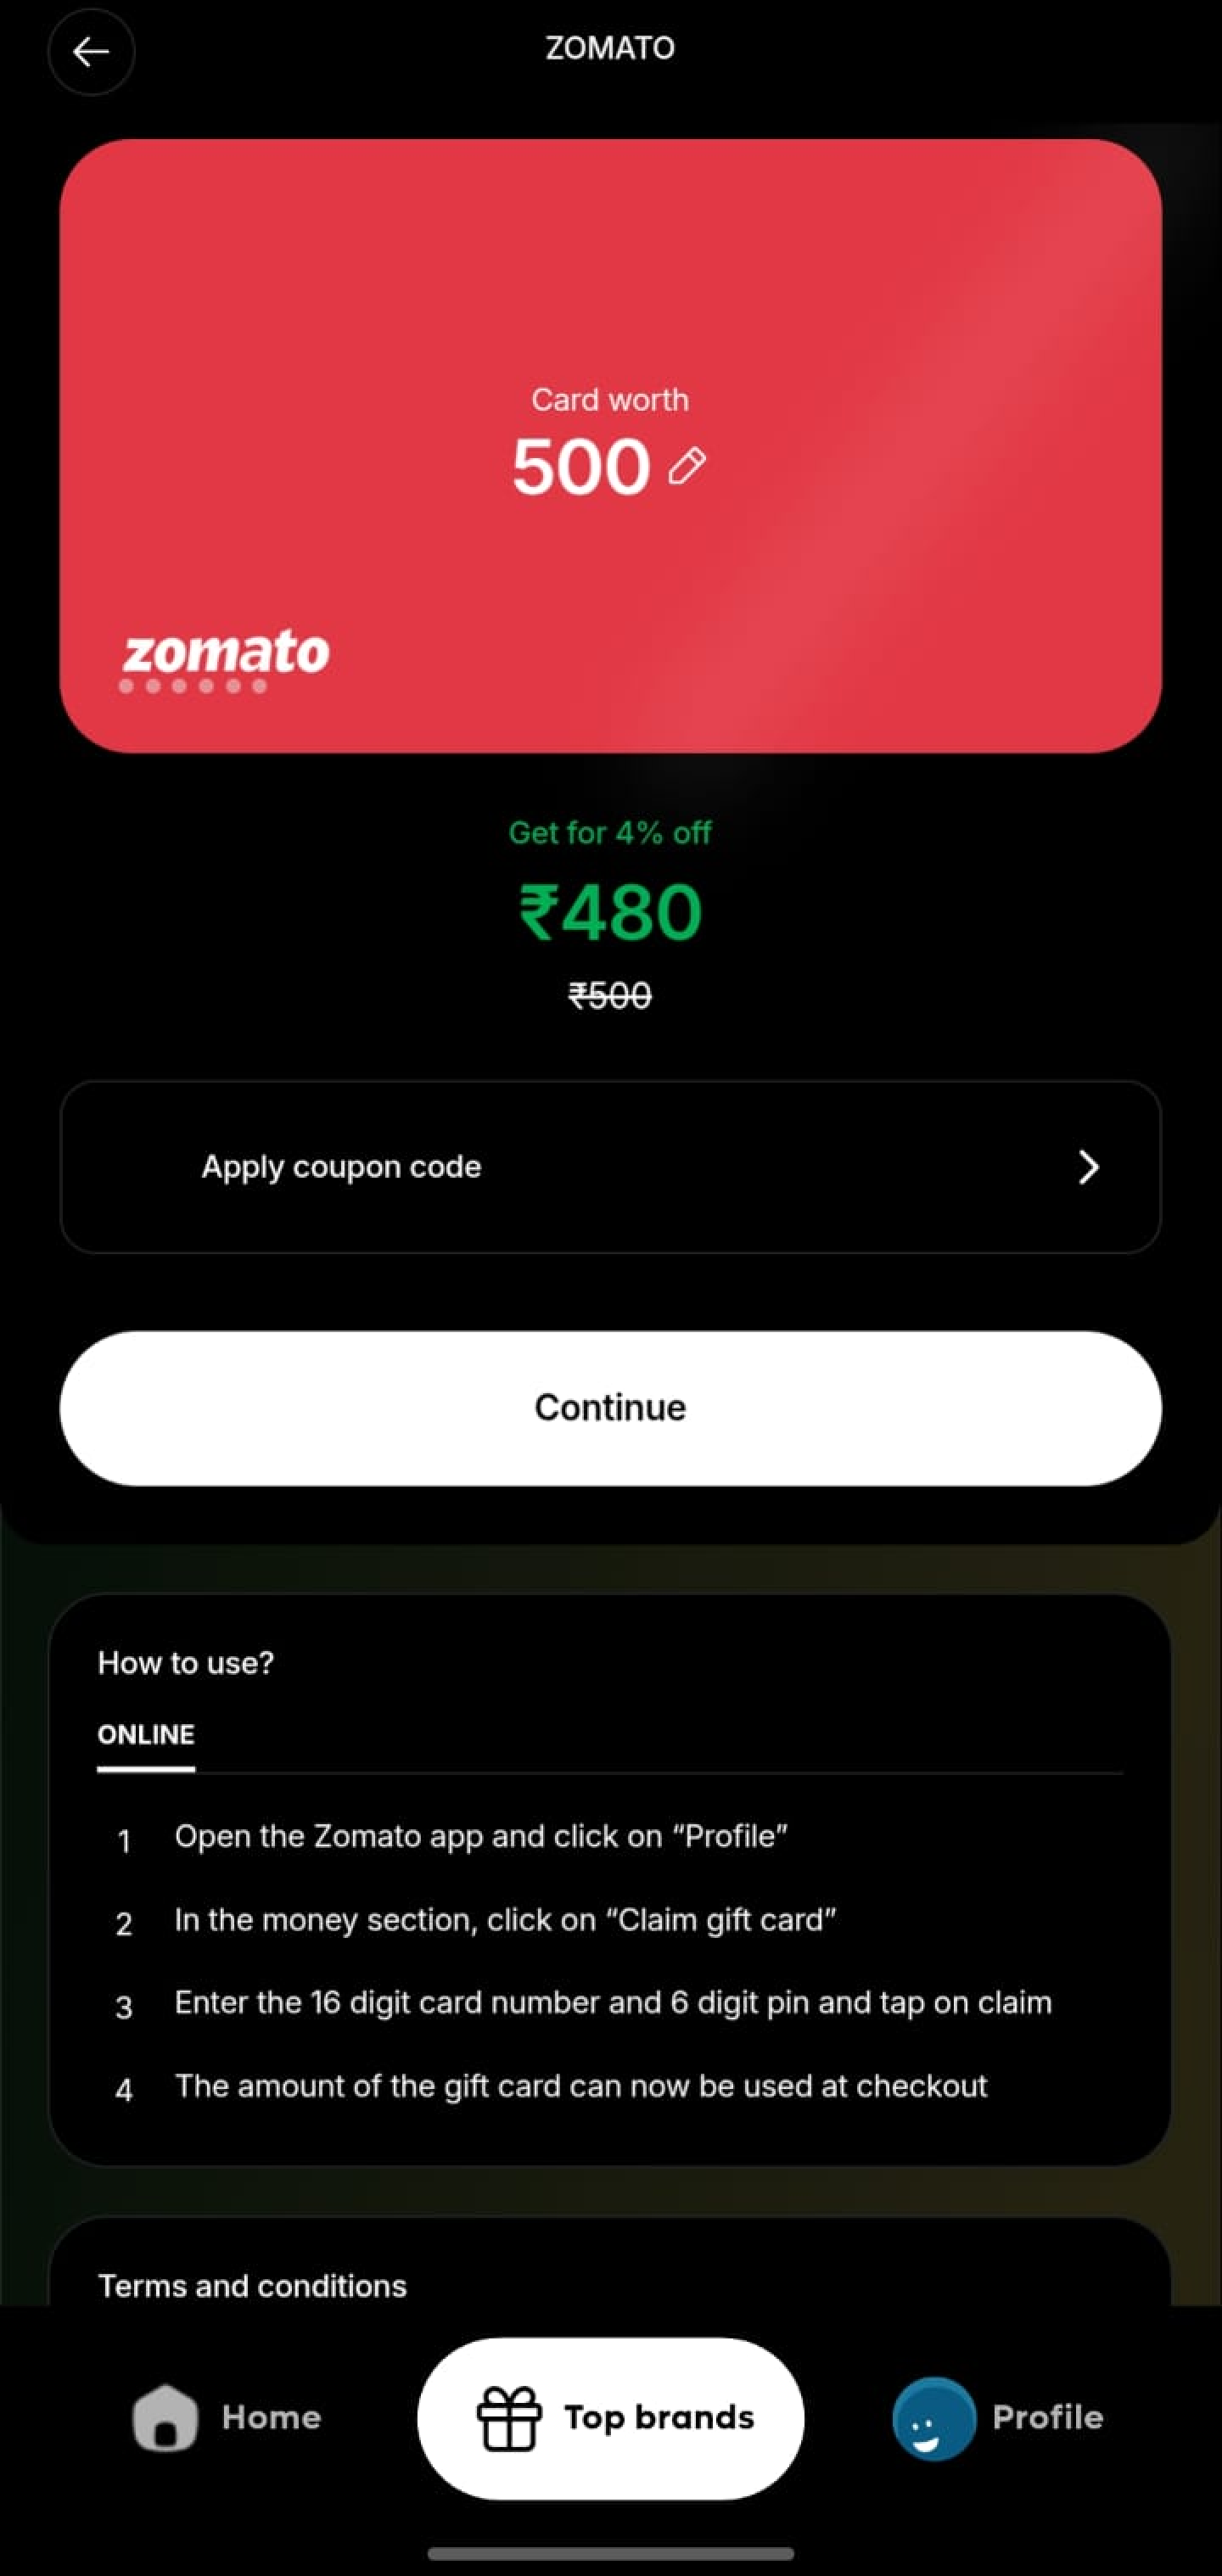 ZOMATO
Card worth
500
zomato
Get for 4% off
₹480
₹500
Apply coupon code
Continue
How to use?
ONLINE
1 Open the Zomato app and click on “Profile”
2 In the money section, click on “Claim gift card”
3 Enter the 16 digit card number and 6 digit pin and tap on claim
4 The amount of the gift card can now be used at checkout
Terms and conditions
Home Top brands Profile